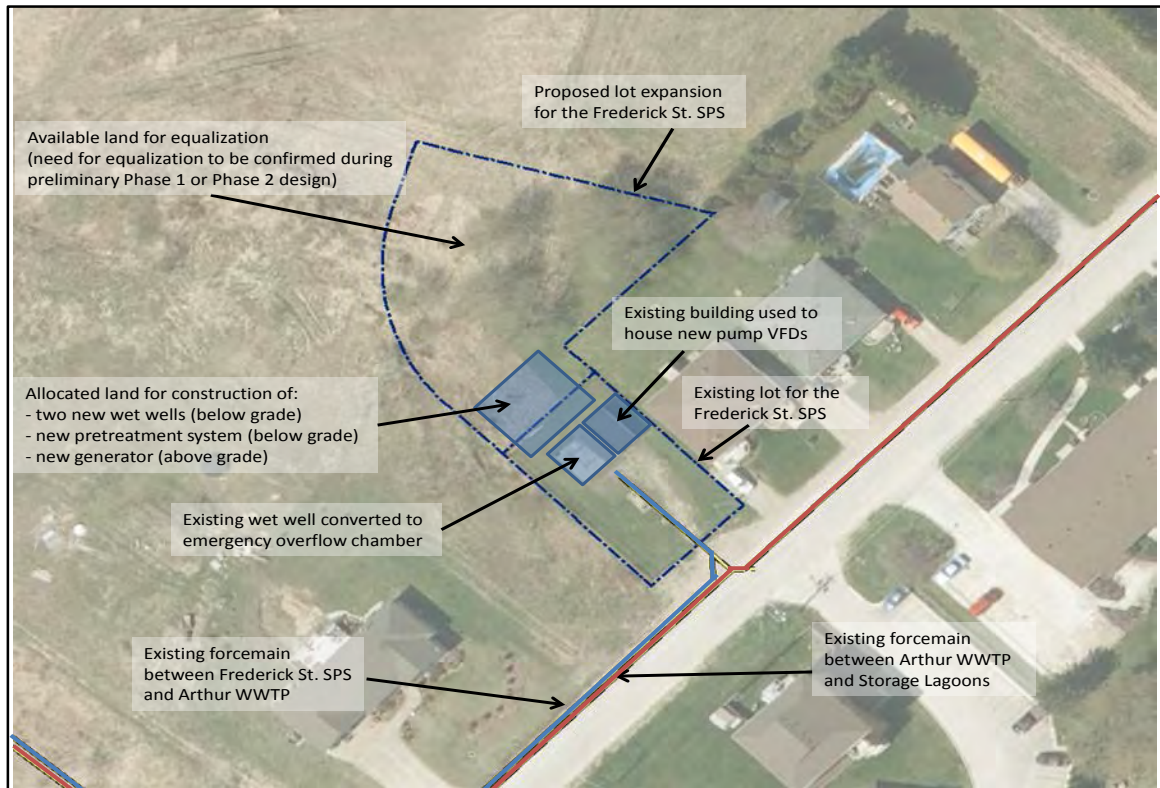 Proposed lot expansion
for the Frederick St. SPS
Available land for equalization
(need for equalization to be confirmed during
preliminary Phase 1 or Phase 2 design)
Existing building used to
house new pump VFDs
Allocated land for construction of:
- two new wet wells (below grade)
- new pretreatment system (below grade)
- new generator (above grade)
Existing lot for the
Frederick St. SPS
Existing wet well converted to
emergency overflow chamber
Existing forcemain
between Frederick St. SPS
and Arthur WWTP
Existing forcemain
between Arthur WWTP
and Storage Lagoons